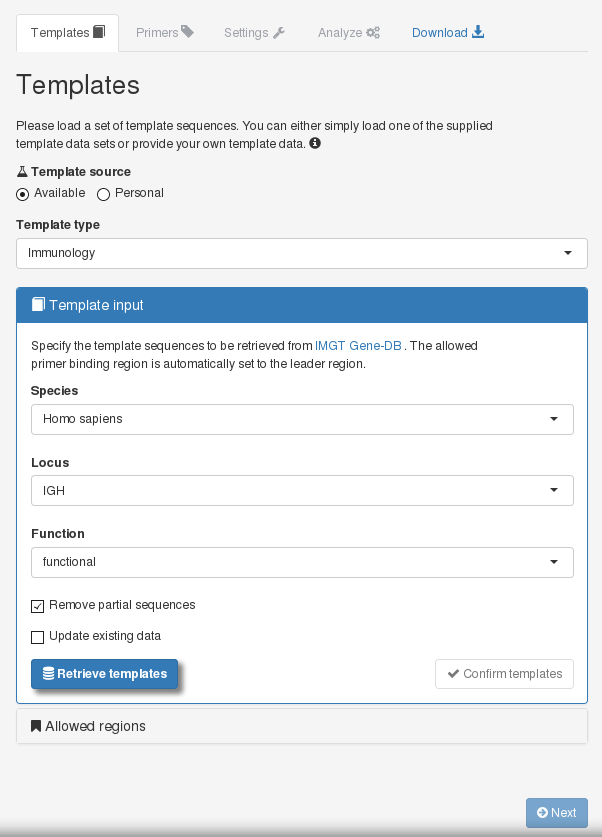 Templates Primers Settings Analyze Download
Templates
Please load a set of template sequences. You can either simply load one of the supplied
template data sets or provide your own template data.
Template source
Available Personal
Template type
Immunology
Template input
Specify the template sequences to be retrieved from IMGT Gene-DB . The allowed
primer binding region is automatically set to the leader region.
Species
Homo sapiens
Locus
IGH
Function
functional
Remove partial sequences
Update existing data
Retrieve templates Confirm templates
Allowed regions
Next